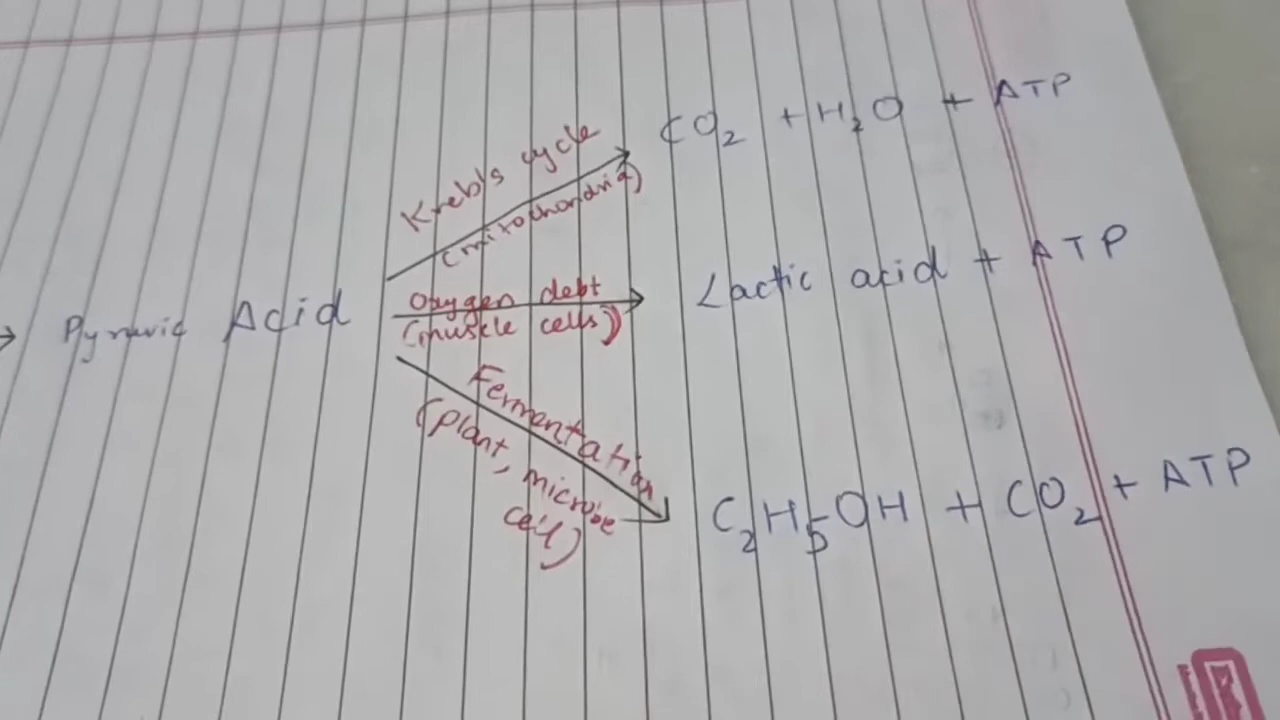 Kreb's cycle
(mitochondria)
CO₂ + H₂O + ATP
→ Pyruvic Acid
Oxygen debt
(muscle cells)
Lactic acid + ATP
Fermentation
(plant, microbe
cell)
C₂H₅OH + CO₂ + ATP